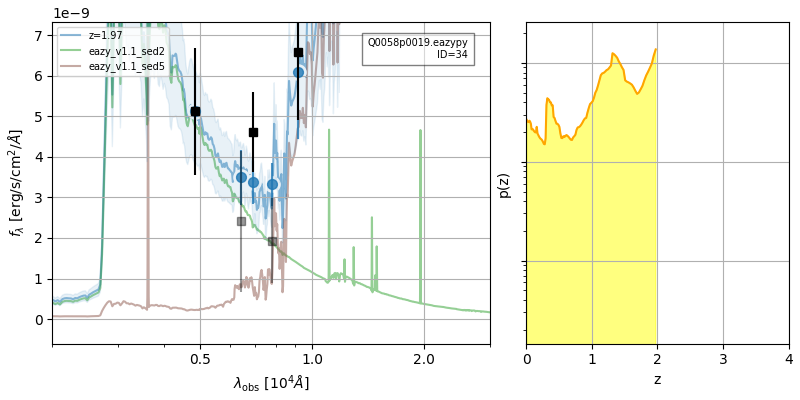 1e−9
z=1.97
eazy_v1.1_sed2
eazy_v1.1_sed5
Q0058p0019.eazypy
ID=34
7
6
5
4
3
2
1
0
f_λ [erg/s/cm²/Å]
0.5 1.0 2.0
λ_obs [10⁴Å]
p(z)
0 1 2 3 4
z